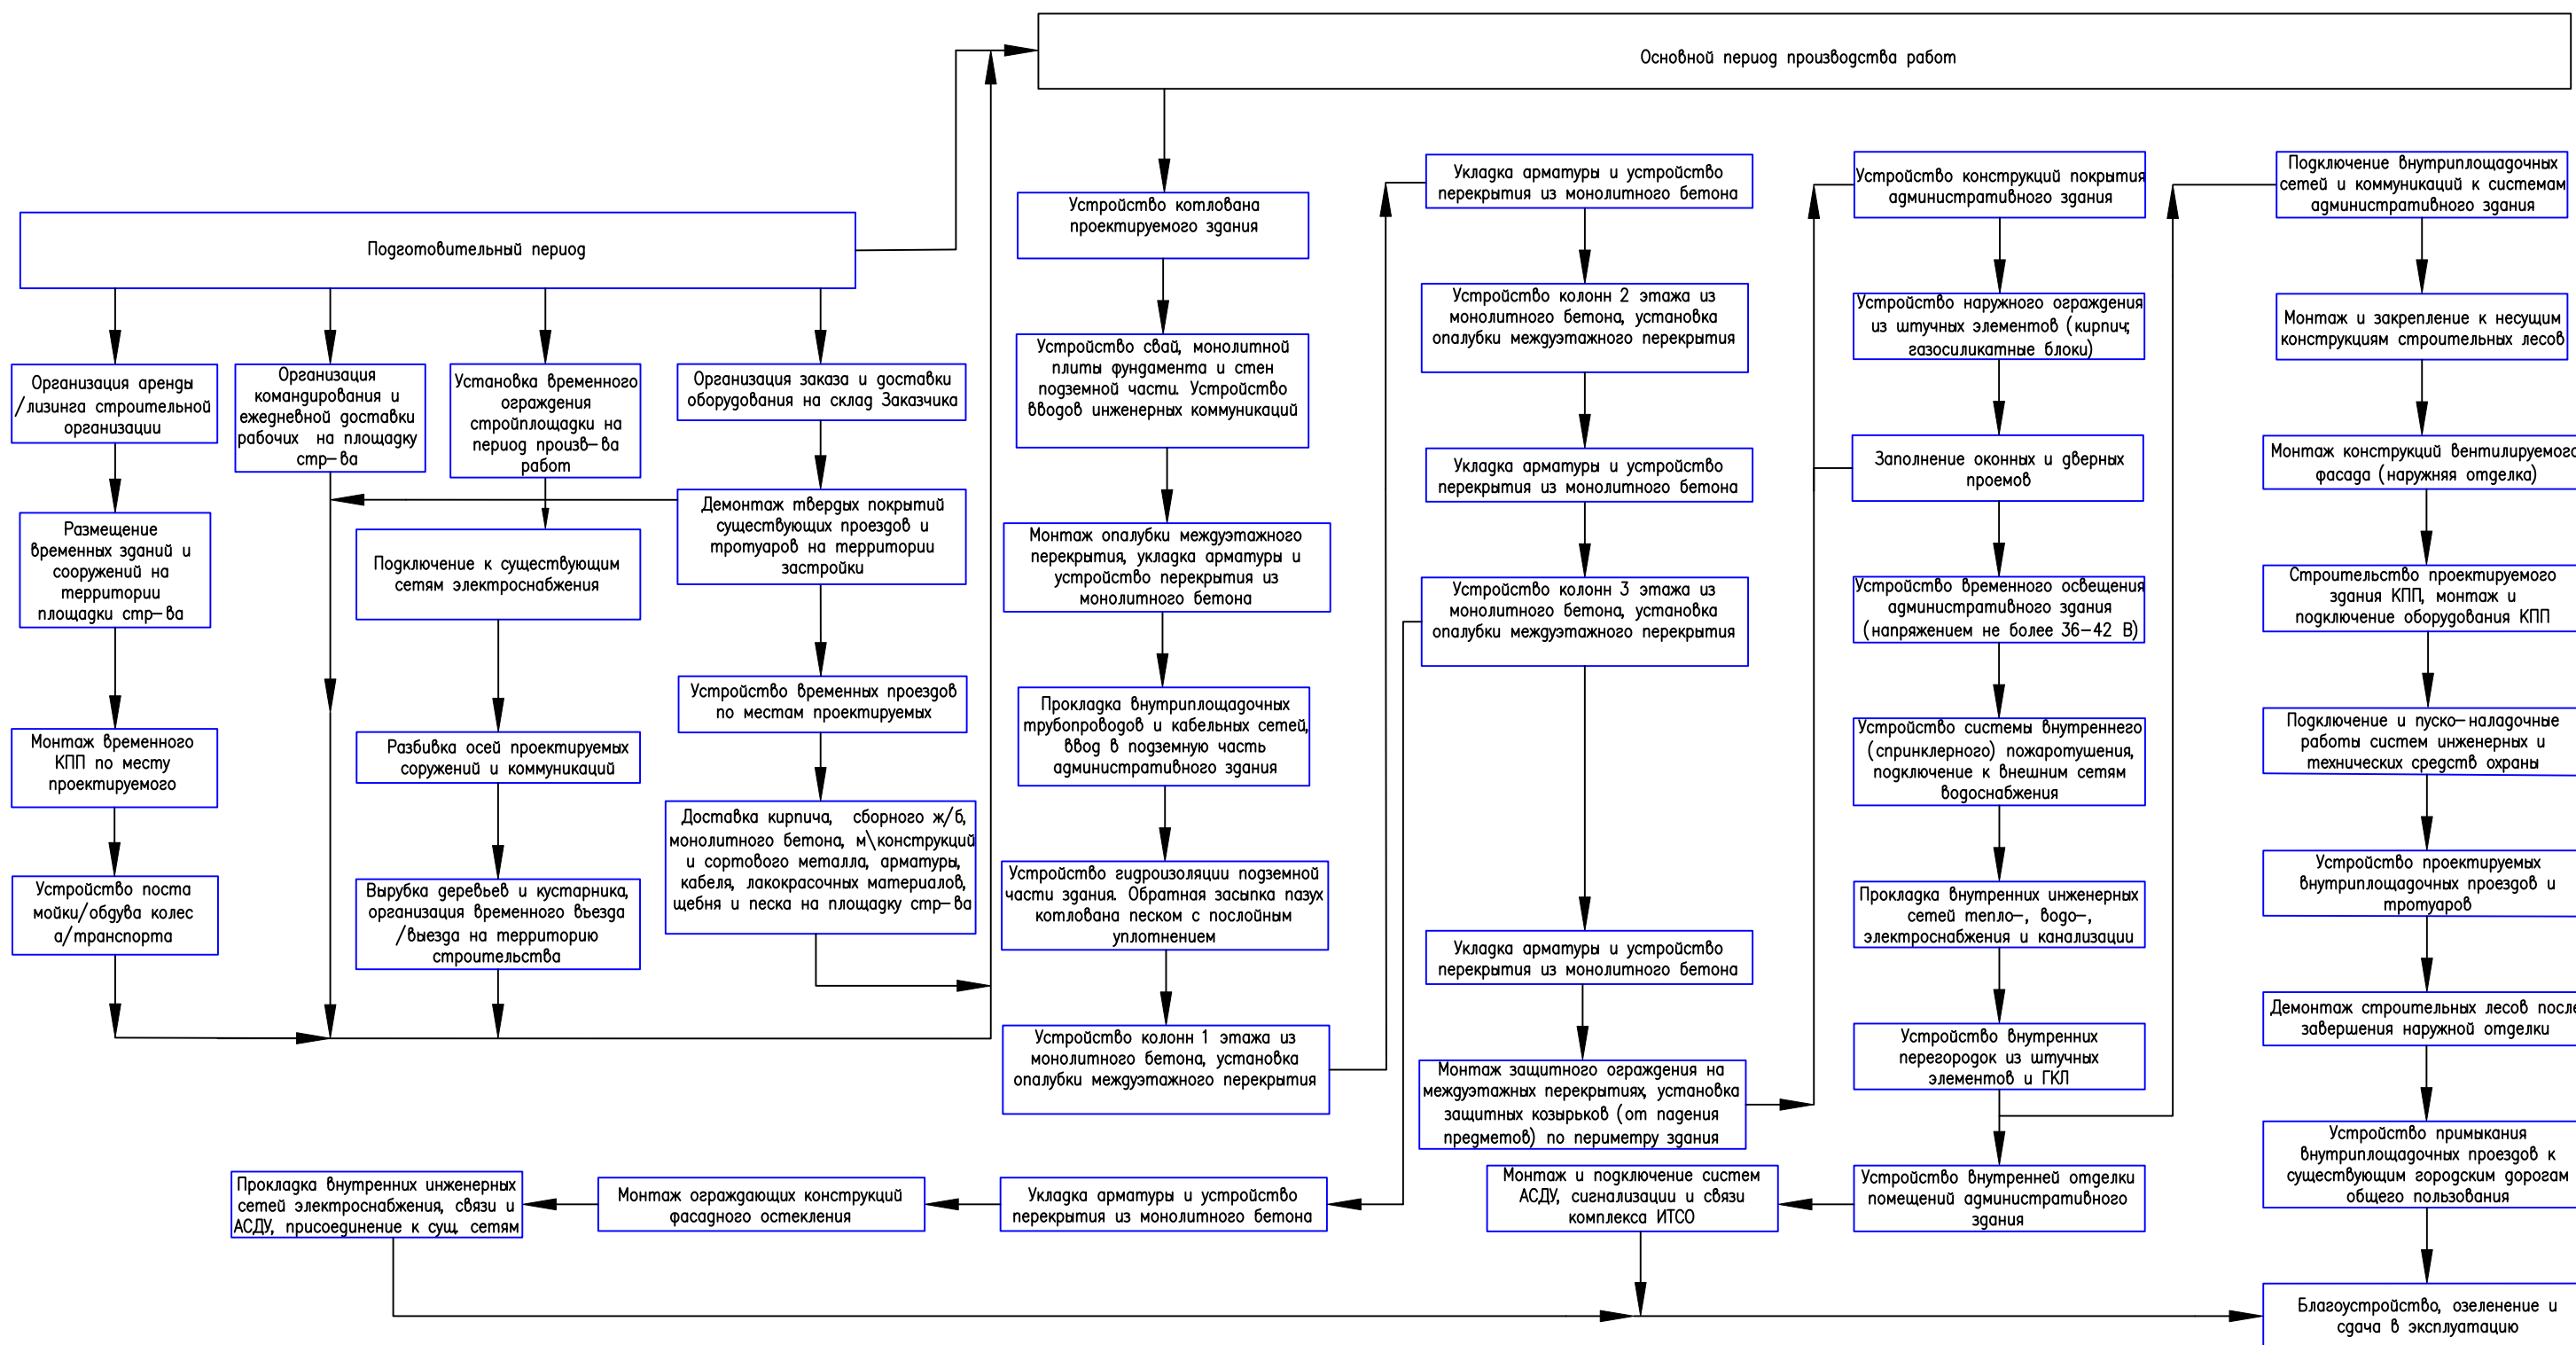 Основной период производства работ
Подготовительный период
Организация аренды
/лизинга строительной
организации
Размещение
временных зданий и
сооружений на
территории
площадки стр-ва
Монтаж временного
КПП по месту
проектируемого
Устройство поста
мойки/обдува колес
а/транспорта
Организация
командирования и
ежедневной доставки
рабочих на площадку
стр-ва
Установка временного
ограждения
стройплощадки на
период произв-ва
работ
Подключение к существующим
сетям электроснабжения
Разбивка осей проектируемых
соружений и коммуникаций
Вырубка деревьев и кустарника,
организация временного въезда
/выезда на территорию
строительства
Организация заказа и доставки
оборудования на склад Заказчика
Демонтаж твердых покрытий
существующих проездов и
тротуаров на территории
застройки
Устройство временных проездов
по местам проектируемых
Доставка кирпича, сборного ж/б,
монолитного бетона, м\конструкций
и сортового металла, арматуры,
кабеля, лакокрасочных материалов,
щебня и песка на площадку стр-ва
Устройство котлована
проектируемого здания
Устройство свай, монолитной
плиты фундамента и стен
подземной части. Устройство
вводов инженерных коммуникаций
Монтаж опалубки междуэтажного
перекрытия, укладка арматуры и
устройство перекрытия из
монолитного бетона
Прокладка внутриплощадочных
трубопроводов и кабельных сетей,
ввод в подземную часть
административного здания
Устройство гидроизоляции подземной
части здания. Обратная засыпка пазух
котлована песком с послойным
уплотнением
Устройство колонн 1 этажа из
монолитного бетона, установка
опалубки междуэтажного перекрытия
Укладка арматуры и устройство
перекрытия из монолитного бетона
Устройство колонн 2 этажа из
монолитного бетона, установка
опалубки междуэтажного перекрытия
Укладка арматуры и устройство
перекрытия из монолитного бетона
Устройство колонн 3 этажа из
монолитного бетона, установка
опалубки междуэтажного перекрытия
Укладка арматуры и устройство
перекрытия из монолитного бетона
Монтаж защитного ограждения на
междуэтажных перекрытиях, установка
защитных козырьков (от падения
предметов) по периметру здания
Устройство конструкций покрытия
административного здания
Устройство наружного ограждения
из штучных элементов (кирпич;
газосиликатные блоки)
Заполнение оконных и дверных
проемов
Устройство временного освещения
административного здания
(напряжением не более 36-42 В)
Устройство системы внутреннего
(спринклерного) пожаротушения,
подключение к внешним сетям
водоснабжения
Прокладка внутренних инженерных
сетей тепло-, водо-,
электроснабжения и канализации
Устройство внутренних
перегородок из штучных
элементов и ГКЛ
Устройство внутренней отделки
помещений административного
здания
Монтаж и подключение систем
АСДУ, сигнализации и связи
комплекса ИТСО
Укладка арматуры и устройство
перекрытия из монолитного бетона
Монтаж ограждающих конструкций
фасадного остекления
Прокладка внутренних инженерных
сетей электроснабжения, связи и
АСДУ, присоединение к сущ. сетям
Подключение внутриплощадочных
сетей и коммуникаций к системам
административного здания
Монтаж и закрепление к несущим
конструкциям строительных лесов
Монтаж конструкций вентилируемого
фасада (наружняя отделка)
Строительство проектируемого
здания КПП, монтаж и
подключение оборудования КПП
Подключение и пуско-наладочные
работы систем инженерных и
технических средств охраны
Устройство проектируемых
внутриплощадочных проездов и
тротуаров
Демонтаж строительных лесов после
завершения наружной отделки
Устройство примыкания
внутриплощадочных проездов к
существующим городским дорогам
общего пользования
Благоустройство, озеленение и
сдача в эксплуатацию